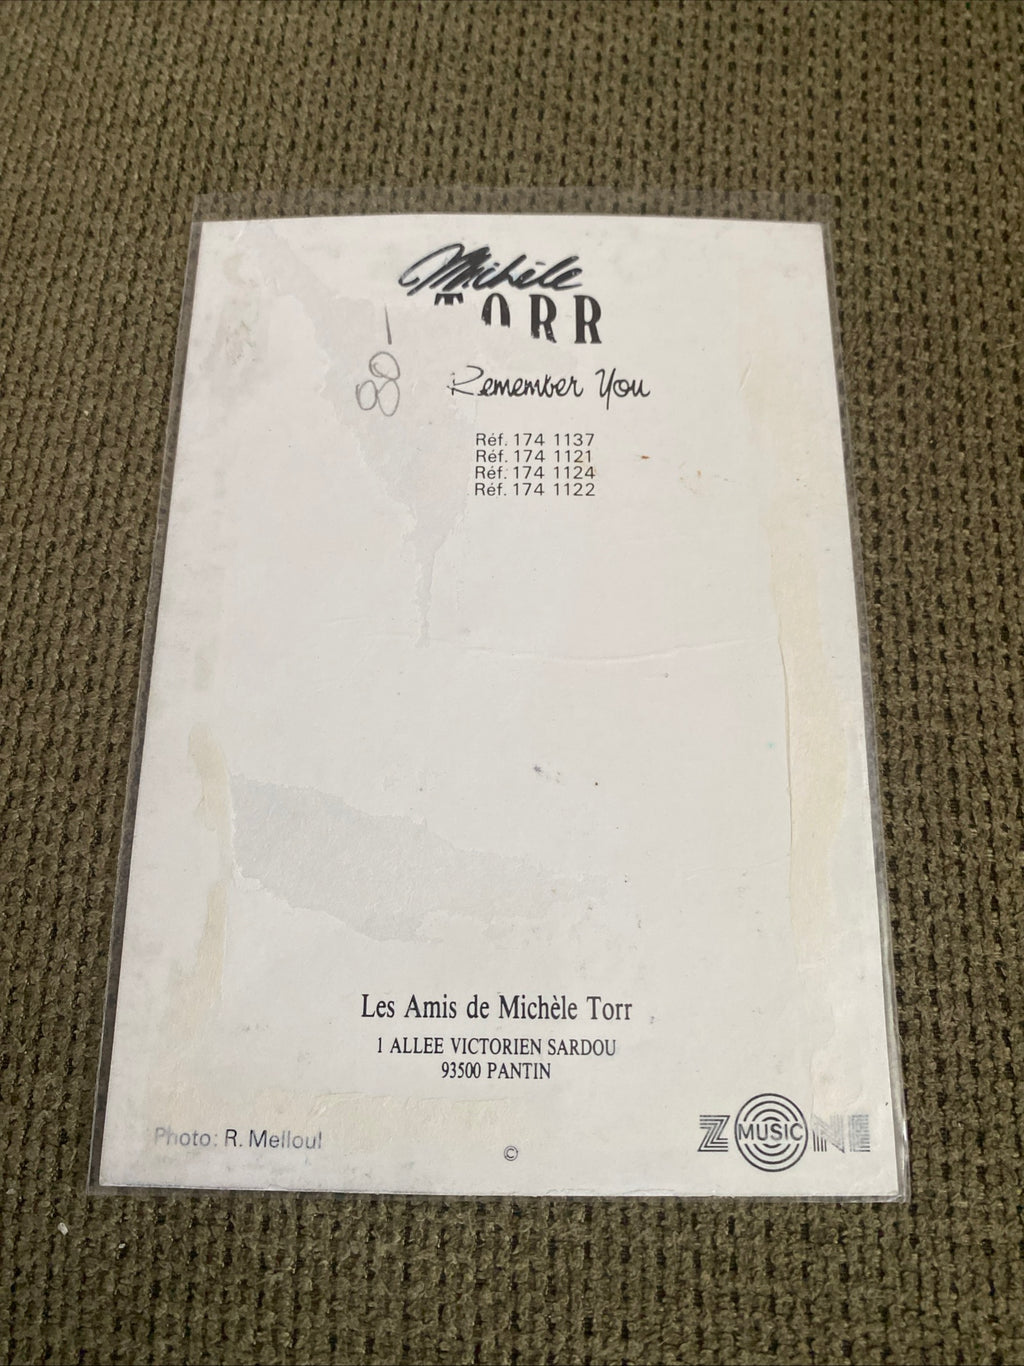 Michèle
TORR
Remember You
Réf. 174 1137
Réf. 174 1121
Réf. 174 1124
Réf. 174 1122
Les Amis de Michèle Torr
1 ALLEE VICTORIEN SARDOU
93500 PANTIN
Photo: R. Melloul
©
ZONE
MUSIC